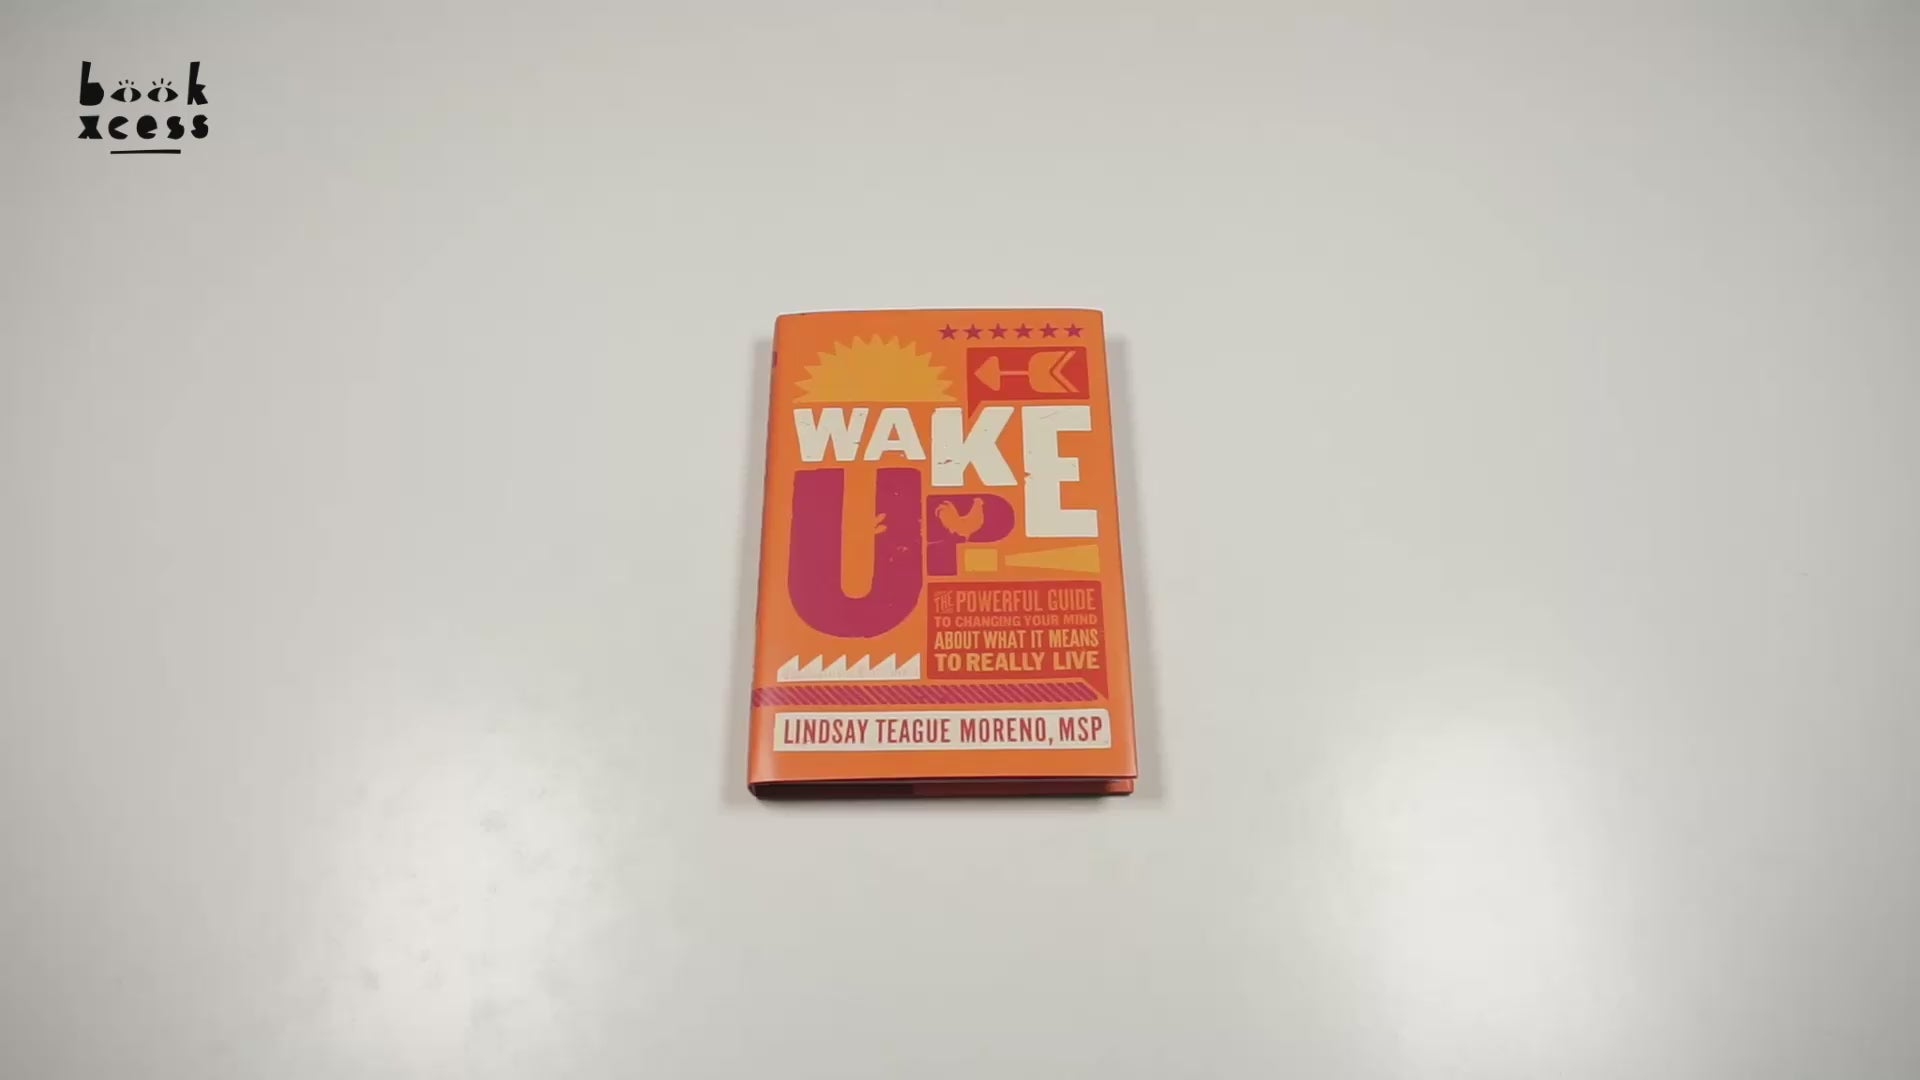 book
xcess
WAKE
UP!
THE POWERFUL GUIDE
TO CHANGING YOUR MIND
ABOUT WHAT IT MEANS
TO REALLY LIVE
LINDSAY TEAGUE MORENO, MSP